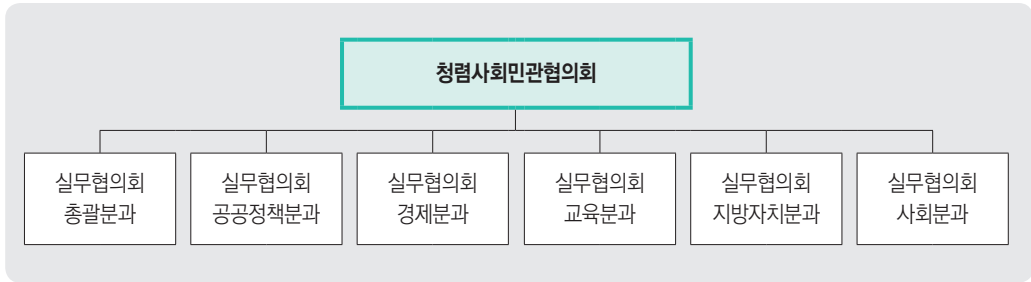 청렴사회민관협의회
실무협의회
총괄분과
실무협의회
공공정책분과
실무협의회
경제분과
실무협의회
교육분과
실무협의회
지방자치분과
실무협의회
사회분과